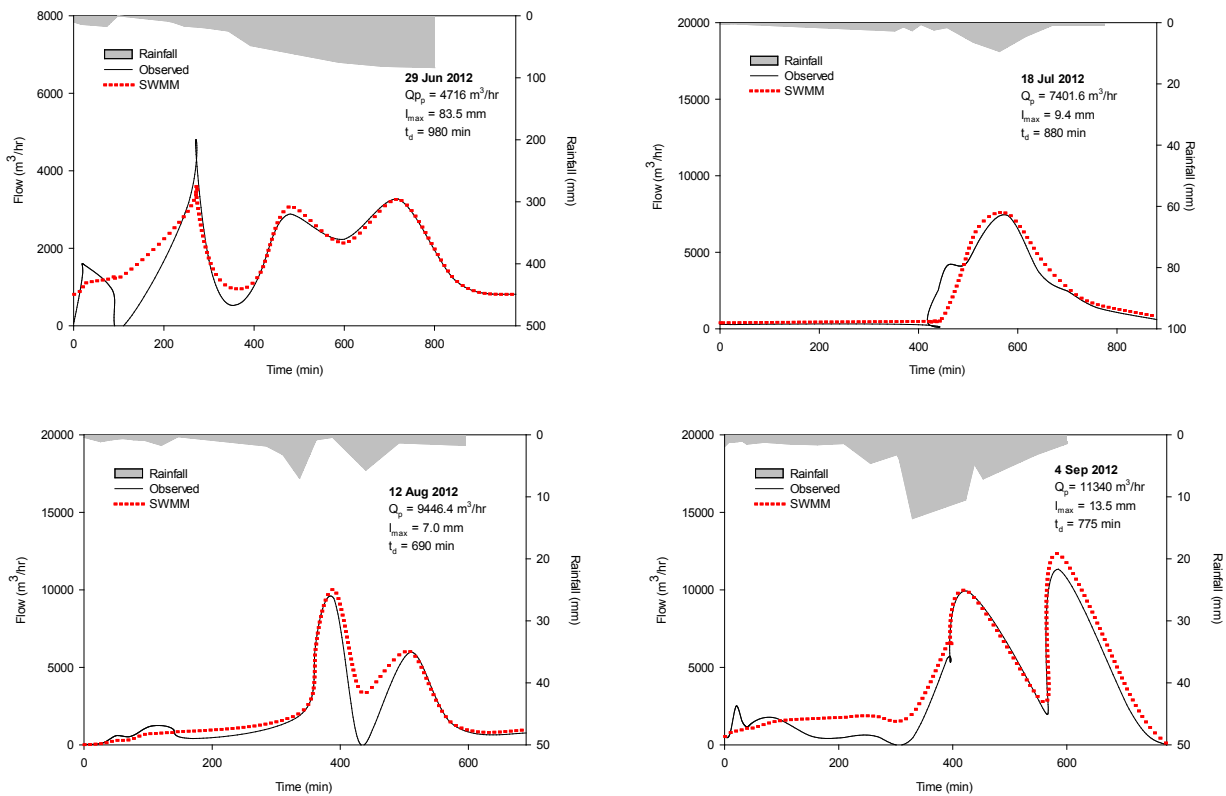 8000
6000
4000
2000
0
Flow (m³/hr)
0
100
200
300
400
500
Rainfall (mm)
0 200 400 600 800
Time (min)
Rainfall
Observed
SWMM
29 Jun 2012
Qpₚ = 4716 m³/hr
Iₘₐₓ = 83.5 mm
t_d = 980 min
20000
15000
10000
5000
0
Flow (m³/hr)
0
20
40
60
80
100
Rainfall (mm)
0 200 400 600 800
Time (min)
Rainfall
Observed
SWMM
18 Jul 2012
Qₚ = 7401.6 m³/hr
Iₘₐₓ = 9.4 mm
t_d = 880 min
20000
15000
10000
5000
0
Flow (m³/hr)
0
10
20
30
40
50
Rainfall (mm)
0 200 400 600
Time (min)
Rainfall
Observed
SWMM
12 Aug 2012
Qₚ = 9446.4 m³/hr
Iₘₐₓ = 7.0 mm
t_d = 690 min
20000
15000
10000
5000
0
Flow (m³/hr)
0
10
20
30
40
50
Rainfall (mm)
0 200 400 600
Time (min)
Rainfall
Observed
SWMM
4 Sep 2012
Qₚ = 11340 m³/hr
Iₘₐₓ = 13.5 mm
t_d = 775 min